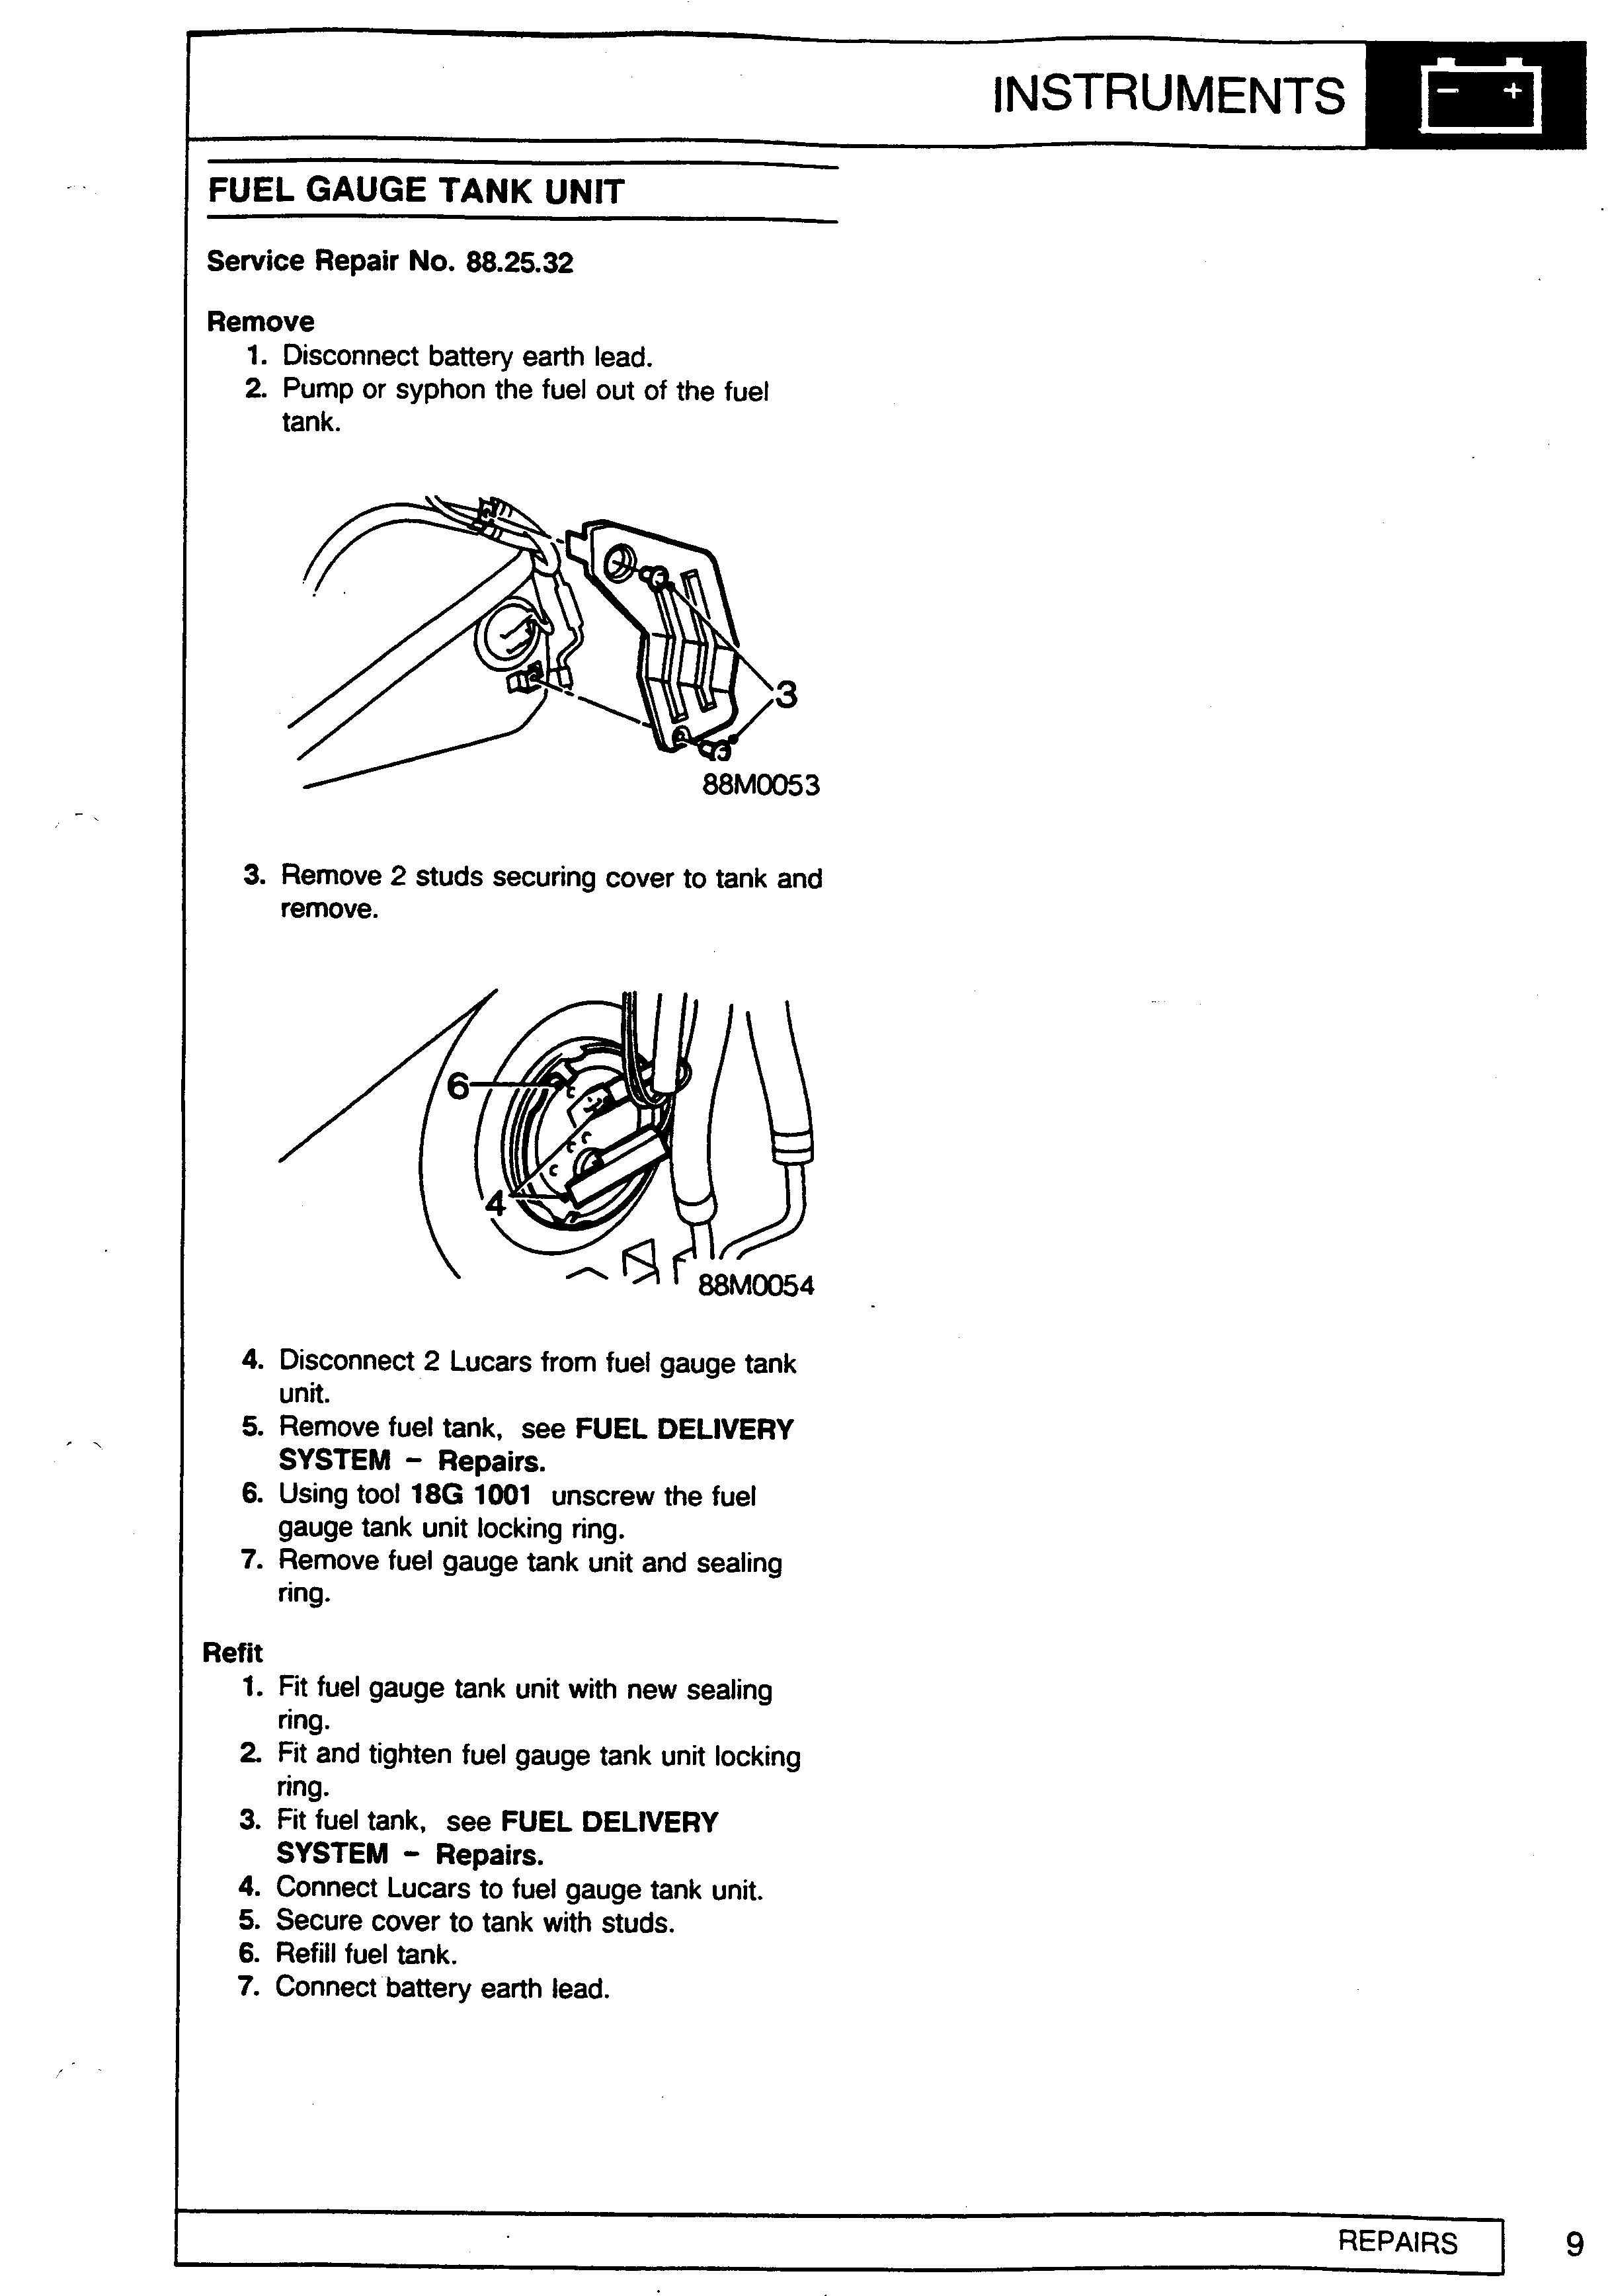 INSTRUMENTS
- +
FUEL GAUGE TANK UNIT
Service Repair No. 88.25.32
Remove
1. Disconnect battery earth lead.
2. Pump or syphon the fuel out of the fuel
tank.
3
88M0053
3. Remove 2 studs securing cover to tank and
remove.
6
4
88M0054
4. Disconnect 2 Lucars from fuel gauge tank
unit.
5. Remove fuel tank, see FUEL DELIVERY
SYSTEM - Repairs.
6. Using tool 18G 1001 unscrew the fuel
gauge tank unit locking ring.
7. Remove fuel gauge tank unit and sealing
ring.
Refit
1. Fit fuel gauge tank unit with new sealing
ring.
2. Fit and tighten fuel gauge tank unit locking
ring.
3. Fit fuel tank, see FUEL DELIVERY
SYSTEM - Repairs.
4. Connect Lucars to fuel gauge tank unit.
5. Secure cover to tank with studs.
6. Refill fuel tank.
7. Connect battery earth lead.
REPAIRS
9